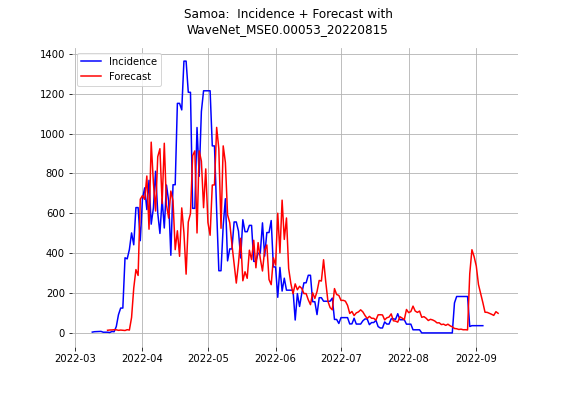 Samoa:  Incidence + Forecast with
WaveNet_MSE0.00053_20220815
Incidence
Forecast
1400
1200
1000
800
600
400
200
0
2022-03 2022-04 2022-05 2022-06 2022-07 2022-08 2022-09